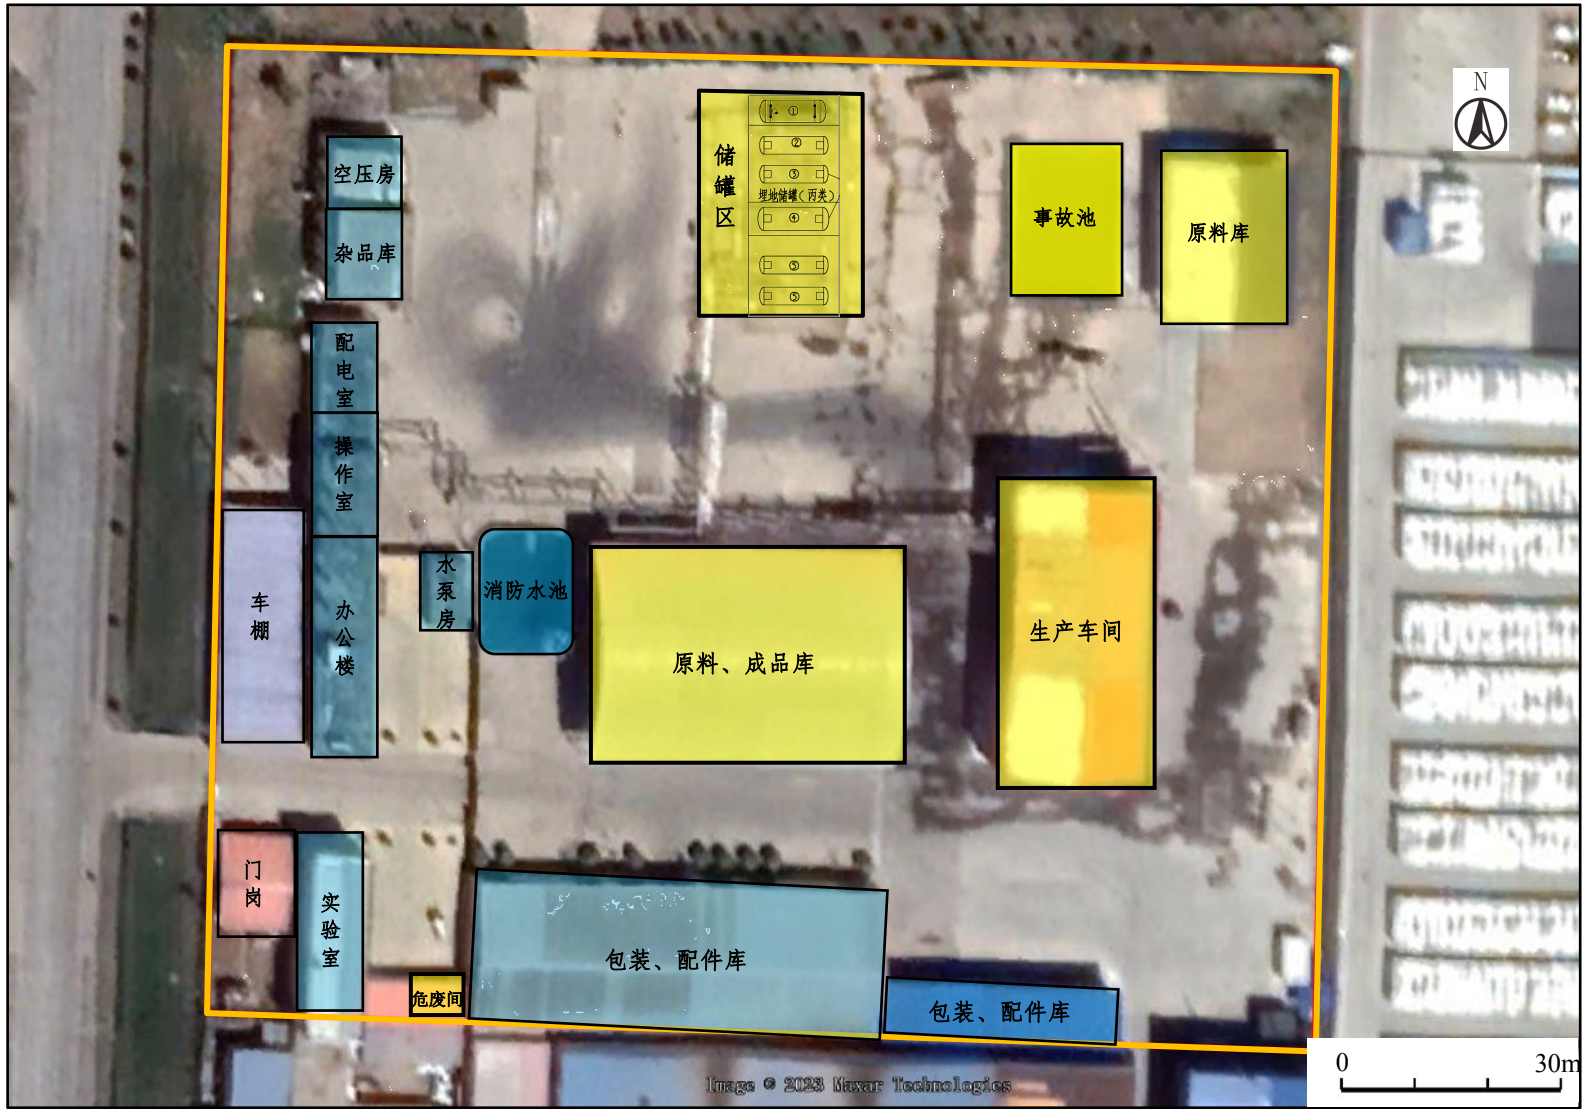 N
①
②
③
埋地储罐(丙类)
④
⑤
⑤
储罐区
空压房
杂品库
事故池
原料库
配电室
操作室
办公楼
车棚
水泵房
消防水池
原料、成品库
生产车间
门岗
实验室
危废间
包装、配件库
包装、配件库
0 30m
Image © 2023 Maxar Technologies